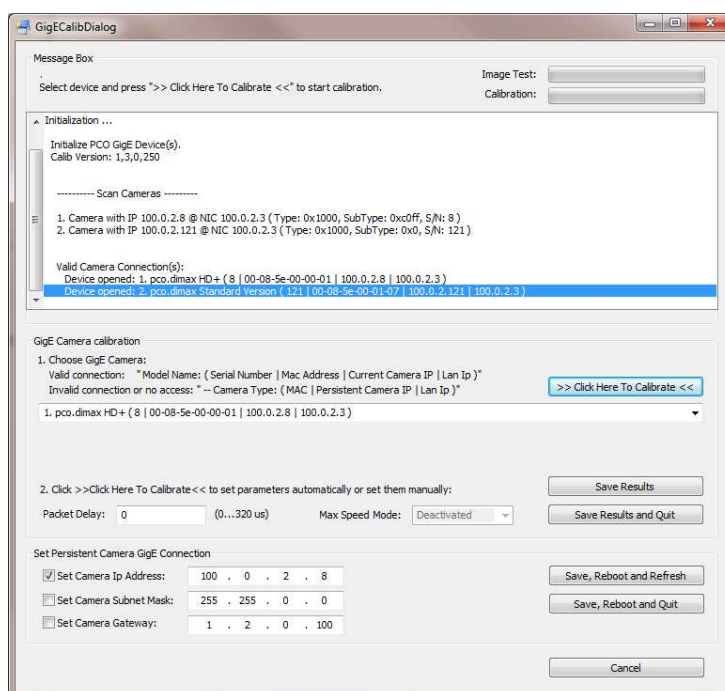 GigECalibDialog
Message Box
.
Select device and press ">> Click Here To Calibrate <<" to start calibration.
Image Test:
Calibration:
Initialization ...
Initialize PCO GigE Device(s).
Calib Version: 1,3,0,250
---------- Scan Cameras ---------
1. Camera with IP 100.0.2.8 @ NIC 100.0.2.3 ( Type: 0x1000, SubType: 0xc0ff, S/N: 8 )
2. Camera with IP 100.0.2.121 @ NIC 100.0.2.3 ( Type: 0x1000, SubType: 0x0, S/N: 121 )
Valid Camera Connection(s):
Device opened: 1. pco.dimax HD+ ( 8 | 00-08-5e-00-00-01 | 100.0.2.8 | 100.0.2.3 )
Device opened: 2. pco.dimax Standard Version ( 121 | 00-08-5e-00-01-07 | 100.0.2.121 | 100.0.2.3 )
GigE Camera calibration
1. Choose GigE Camera:
Valid connection: "Model Name: ( Serial Number | Mac Address | Current Camera IP | Lan Ip )"
Invalid connection or no access: " -- Camera Type: ( MAC | Persistent Camera IP | Lan Ip )"
>> Click Here To Calibrate <<
1. pco.dimax HD+ ( 8 | 00-08-5e-00-00-01 | 100.0.2.8 | 100.0.2.3 )
2. Click >>Click Here To Calibrate<< to set parameters automatically or set them manually:
Save Results
Packet Delay: 0 (0...320 us) Max Speed Mode: Deactivated
Save Results and Quit
Set Persistent Camera GigE Connection
Set Camera Ip Address: 100 . 0 . 2 . 8
Save, Reboot and Refresh
Set Camera Subnet Mask: 255 . 255 . 0 . 0
Save, Reboot and Quit
Set Camera Gateway: 1 . 2 . 0 . 100
Cancel